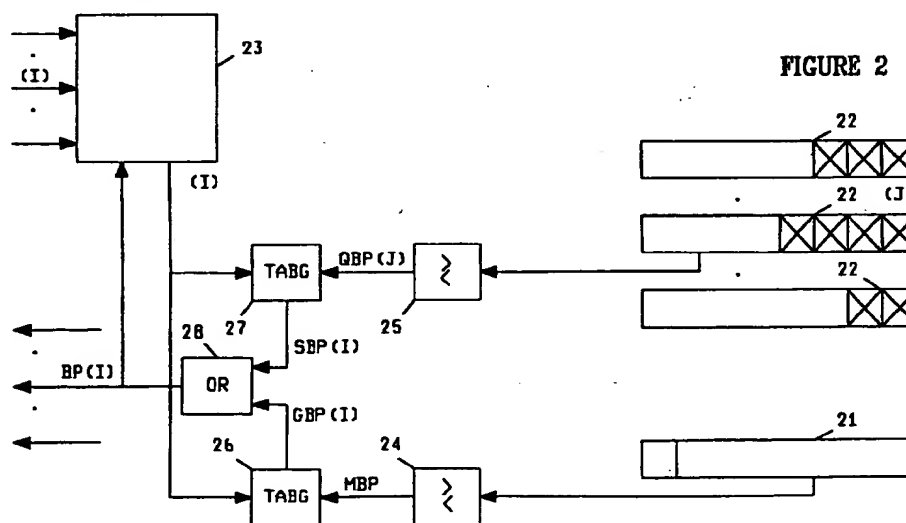 23
FIGURE 2
(I)
22
(I)
22
(J
TABG
QBP(J)
27
25
22
28
SBP(I)
BP(I)
OR
GBP(I)
21
26
24
TABG
MBP